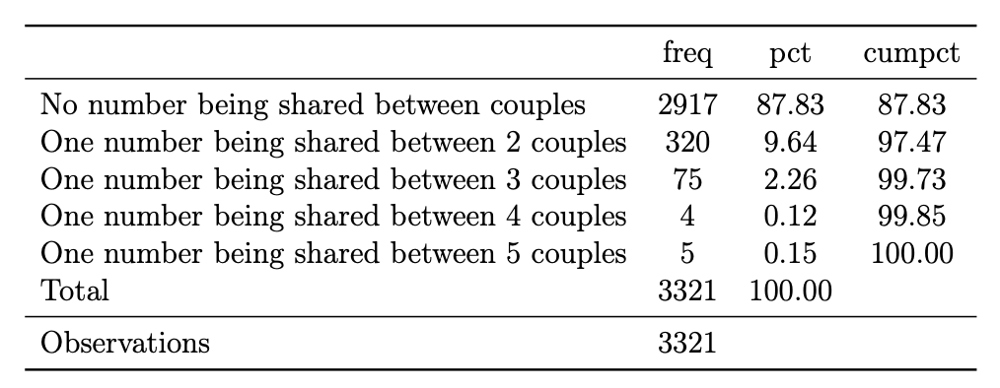 freq pct cumpct
No number being shared between couples 2917 87.83 87.83
One number being shared between 2 couples 320 9.64 97.47
One number being shared between 3 couples 75 2.26 99.73
One number being shared between 4 couples 4 0.12 99.85
One number being shared between 5 couples 5 0.15 100.00
Total 3321 100.00
Observations 3321